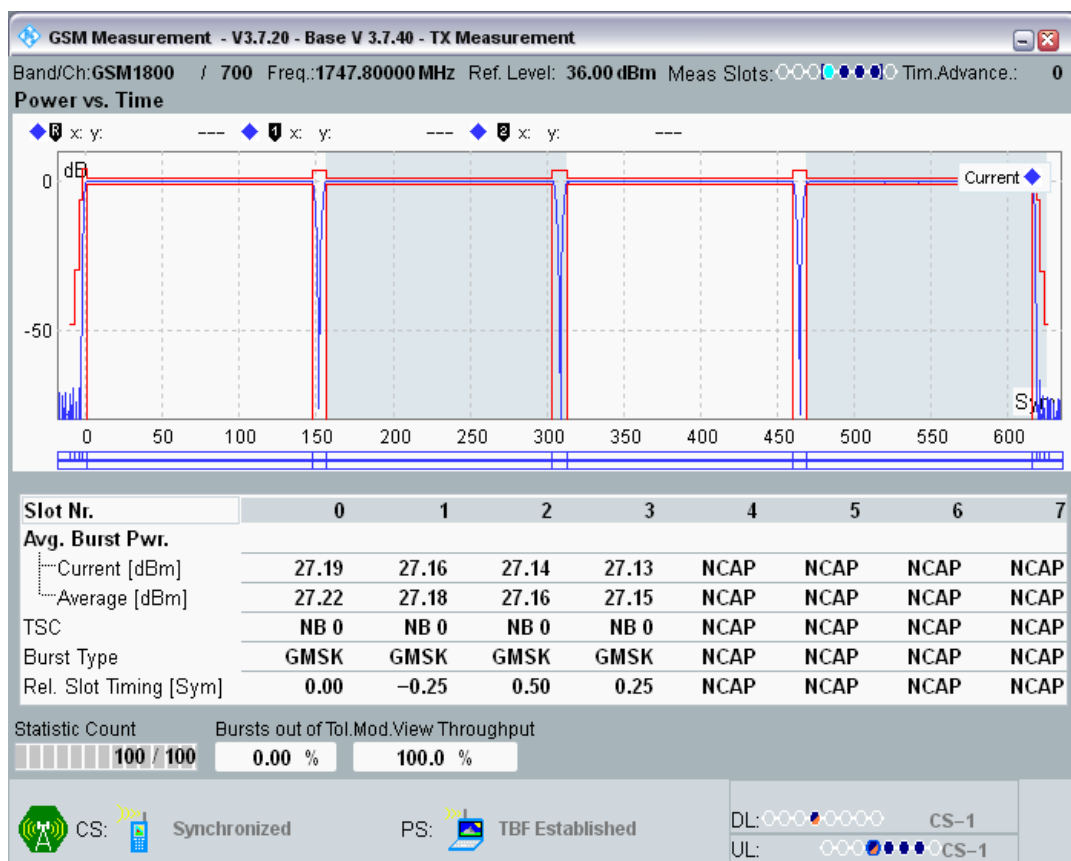 GSM Measurement - V3.7.20 - Base V 3.7.40 - TX Measurement
Band/Ch:GSM1800 / 700 Freq.:1747.80000 MHz Ref. Level: 36.00 dBm Meas Slots: Tim.Advance.: 0
Power vs. Time
R x: y: --- 1 x: y: --- 2 x: y: ---
dB
Current
0
-50
0 50 100 150 200 250 300 350 400 450 500 550 600
Slot Nr. 0 1 2 3 4 5 6 7
Avg. Burst Pwr.
Current [dBm] 27.19 27.16 27.14 27.13 NCAP NCAP NCAP NCAP
Average [dBm] 27.22 27.18 27.16 27.15 NCAP NCAP NCAP NCAP
TSC NB 0 NB 0 NB 0 NB 0 NCAP NCAP NCAP NCAP
Burst Type GMSK GMSK GMSK GMSK NCAP NCAP NCAP NCAP
Rel. Slot Timing [Sym] 0.00 −0.25 0.50 0.25 NCAP NCAP NCAP NCAP
Statistic Count Bursts out of Tol. Mod.View Throughput
100 / 100 0.00 % 100.0 %
CS: Synchronized PS: TBF Established DL: CS−1
UL: CS−1